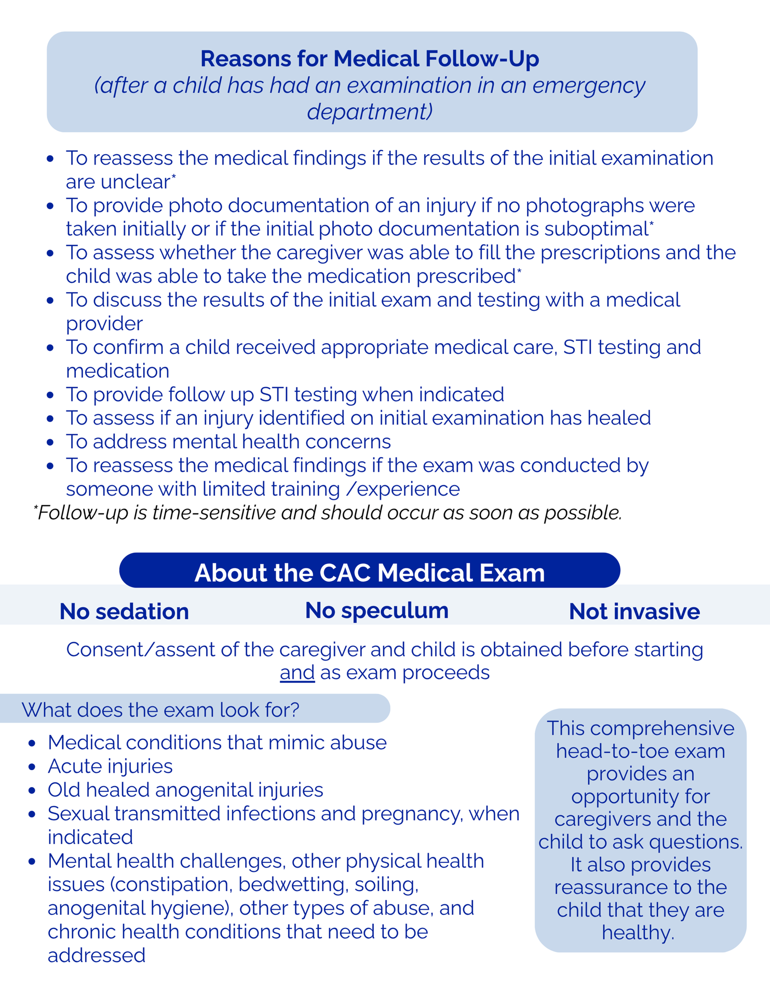 Reasons for Medical Follow-Up
(after a child has had an examination in an emergency
department)
• To reassess the medical findings if the results of the initial examination
are unclear*
• To provide photo documentation of an injury if no photographs were
taken initially or if the initial photo documentation is suboptimal*
• To assess whether the caregiver was able to fill the prescriptions and the
child was able to take the medication prescribed*
• To discuss the results of the initial exam and testing with a medical
provider
• To confirm a child received appropriate medical care, STI testing and
medication
• To provide follow up STI testing when indicated
• To assess if an injury identified on initial examination has healed
• To address mental health concerns
• To reassess the medical findings if the exam was conducted by
someone with limited training /experience
*Follow-up is time-sensitive and should occur as soon as possible.
About the CAC Medical Exam
No sedation
No speculum
Not invasive
Consent/assent of the caregiver and child is obtained before starting
and as exam proceeds
What does the exam look for?
• Medical conditions that mimic abuse
• Acute injuries
• Old healed anogenital injuries
• Sexual transmitted infections and pregnancy, when
indicated
• Mental health challenges, other physical health
issues (constipation, bedwetting, soiling,
anogenital hygiene), other types of abuse, and
chronic health conditions that need to be
addressed
This comprehensive
head-to-toe exam
provides an
opportunity for
caregivers and the
child to ask questions.
It also provides
reassurance to the
child that they are
healthy.